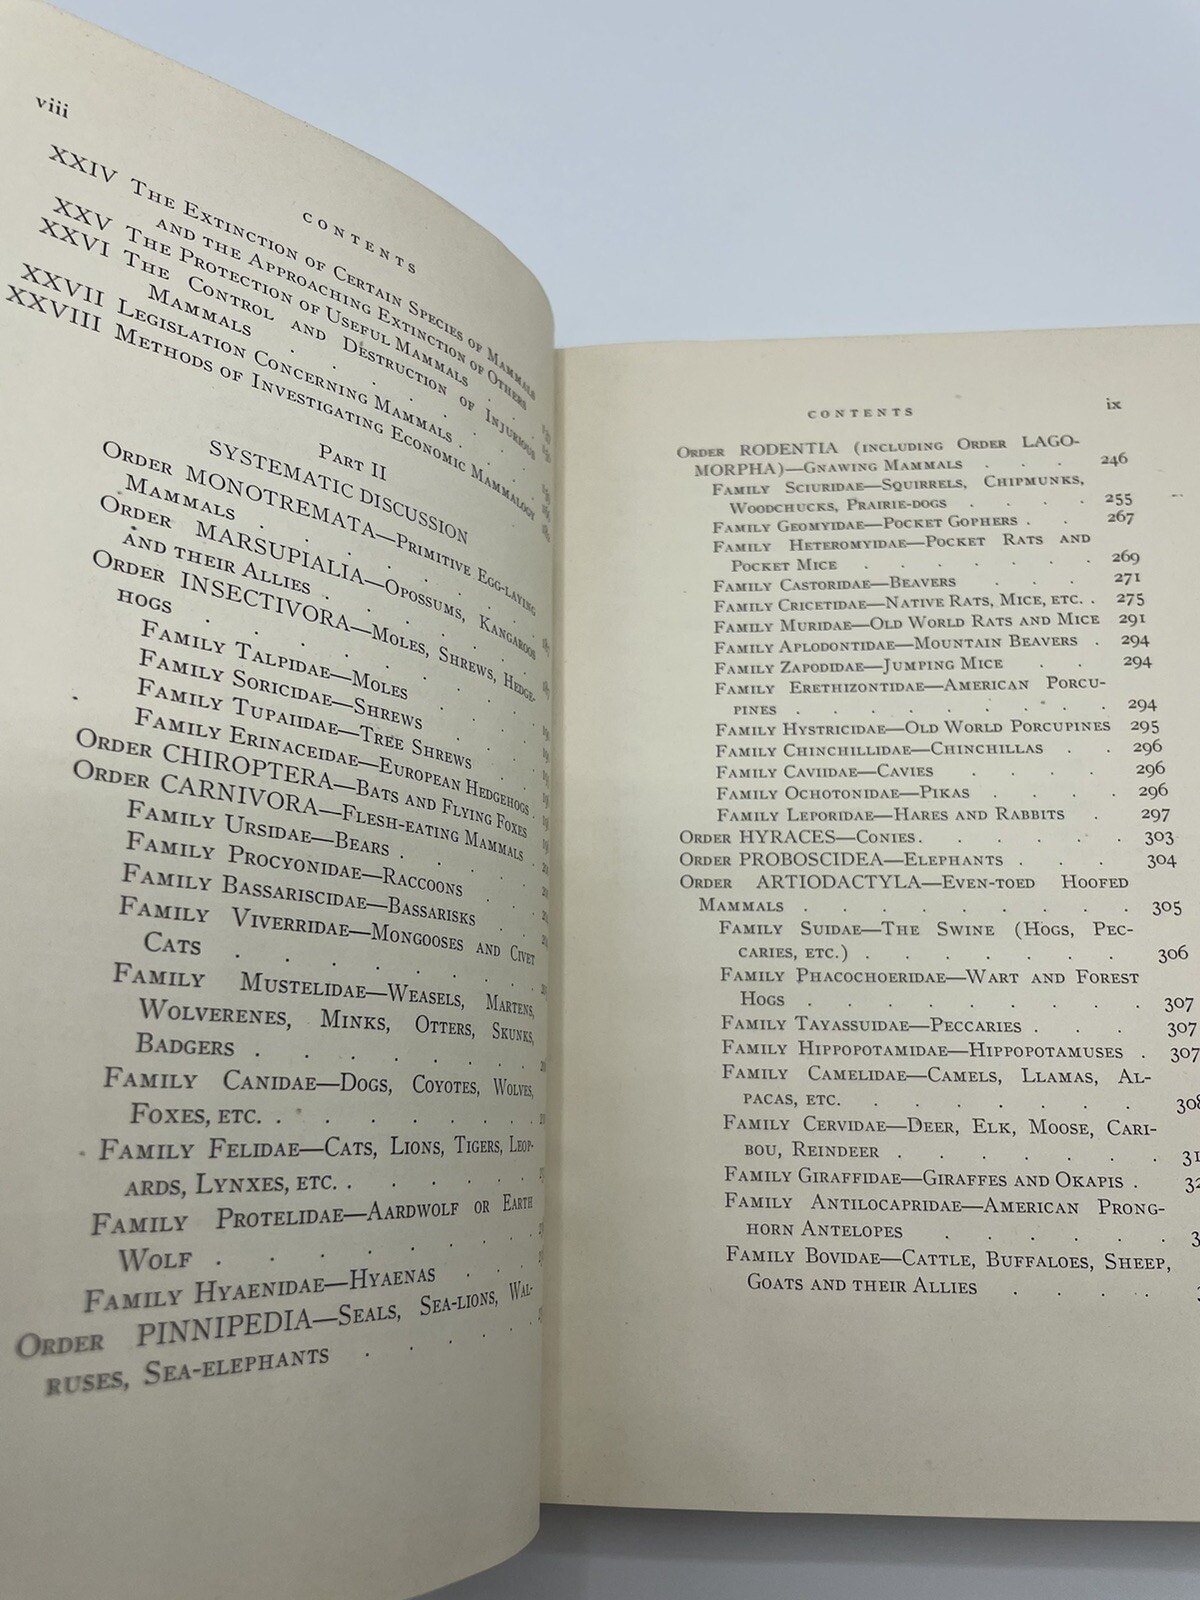 viii
CONTENTS
XXIV THE EXTINCTION OF CERTAIN SPECIES OF MAMMALS
AND THE APPROACHING EXTINCTION OF OTHERS
XXV THE PROTECTION OF USEFUL MAMMALS . .
XXVI THE CONTROL AND DESTRUCTION OF INJURIOUS
MAMMALS . . . . . .
XXVII LEGISLATION CONCERNING MAMMALS . . .
XXVIII METHODS OF INVESTIGATING ECONOMIC MAMMALOGY
PART II
SYSTEMATIC DISCUSSION
ORDER MONOTREMATA—PRIMITIVE EGG-LAYING
MAMMALS . . . . . .
ORDER MARSUPIALIA—OPOSSUMS, KANGAROOS
AND THEIR ALLIES . . . . .
ORDER INSECTIVORA—MOLES, SHREWS, HEDGE-
HOGS . . . . . . .
FAMILY TALPIDAE—MOLES . . . .
FAMILY SORICIDAE—SHREWS . . . .
FAMILY TUPAIIDAE—TREE SHREWS . . .
FAMILY ERINACEIDAE—EUROPEAN HEDGEHOGS .
ORDER CHIROPTERA—BATS AND FLYING FOXES
ORDER CARNIVORA—FLESH-EATING MAMMALS .
FAMILY URSIDAE—BEARS . . . . .
FAMILY PROCYONIDAE—RACCOONS . . .
FAMILY BASSARISCIDAE—BASSARISKS . .
FAMILY VIVERRIDAE—MONGOOSES AND CIVET
CATS . . . . . . . .
FAMILY MUSTELIDAE—WEASELS, MARTENS,
WOLVERENES, MINKS, OTTERS, SKUNKS,
BADGERS . . . . . . .
FAMILY CANIDAE—DOGS, COYOTES, WOLVES,
FOXES, ETC. . . . . . . .
FAMILY FELIDAE—CATS, LIONS, TIGERS, LEOP-
ARDS, LYNXES, ETC. . . . . .
FAMILY PROTELIDAE—AARDWOLF OR EARTH
WOLF . . . . . . . .
FAMILY HYAENIDAE—HYAENAS . . .
ORDER PINNIPEDIA—SEALS, SEA-LIONS, WAL-
RUSES, SEA-ELEPHANTS . . . . .
CONTENTS ix
ORDER RODENTIA (INCLUDING ORDER LAGO-
MORPHA)—GNAWING MAMMALS . . . 246
FAMILY SCIURIDAE—SQUIRRELS, CHIPMUNKS,
WOODCHUCKS, PRAIRIE-DOGS . . . . 255
FAMILY GEOMYIDAE—POCKET GOPHERS . . 267
FAMILY HETEROMYIDAE—POCKET RATS AND
POCKET MICE . . . . . . . 269
FAMILY CASTORIDAE—BEAVERS . . . 271
FAMILY CRICETIDAE—NATIVE RATS, MICE, ETC. . 275
FAMILY MURIDAE—OLD WORLD RATS AND MICE 291
FAMILY APLODONTIDAE—MOUNTAIN BEAVERS . 294
FAMILY ZAPODIDAE—JUMPING MICE . . 294
FAMILY ERETHIZONTIDAE—AMERICAN PORCU-
PINES . . . . . . . . 294
FAMILY HYSTRICIDAE—OLD WORLD PORCUPINES 295
FAMILY CHINCHILLIDAE—CHINCHILLAS . . 296
FAMILY CAVIIDAE—CAVIES . . . . 296
FAMILY OCHOTONIDAE—PIKAS . . . . 296
FAMILY LEPORIDAE—HARES AND RABBITS . 297
ORDER HYRACES—CONIES . . . . . . 303
ORDER PROBOSCIDEA—ELEPHANTS . . . 304
ORDER ARTIODACTYLA—EVEN-TOED HOOFED
MAMMALS . . . . . . . . . 305
FAMILY SUIDAE—THE SWINE (HOGS, PEC-
CARIES, ETC.) . . . . . . . 306
FAMILY PHACOCHOERIDAE—WART AND FOREST
HOGS . . . . . . . . . 307
FAMILY TAYASSUIDAE—PECCARIES . . . 307
FAMILY HIPPOPOTAMIDAE—HIPPOPOTAMUSES . 307
FAMILY CAMELIDAE—CAMELS, LLAMAS, AL-
PACAS, ETC. . . . . . . . 308
FAMILY CERVIDAE—DEER, ELK, MOOSE, CARI-
BOU, REINDEER . . . . . . .
FAMILY GIRAFFIDAE—GIRAFFES AND OKAPIS .
FAMILY ANTILOCAPRIDAE—AMERICAN PRONG-
HORN ANTELOPES . . . . . .
FAMILY BOVIDAE—CATTLE, BUFFALOES, SHEEP,
GOATS AND THEIR ALLIES . . . .